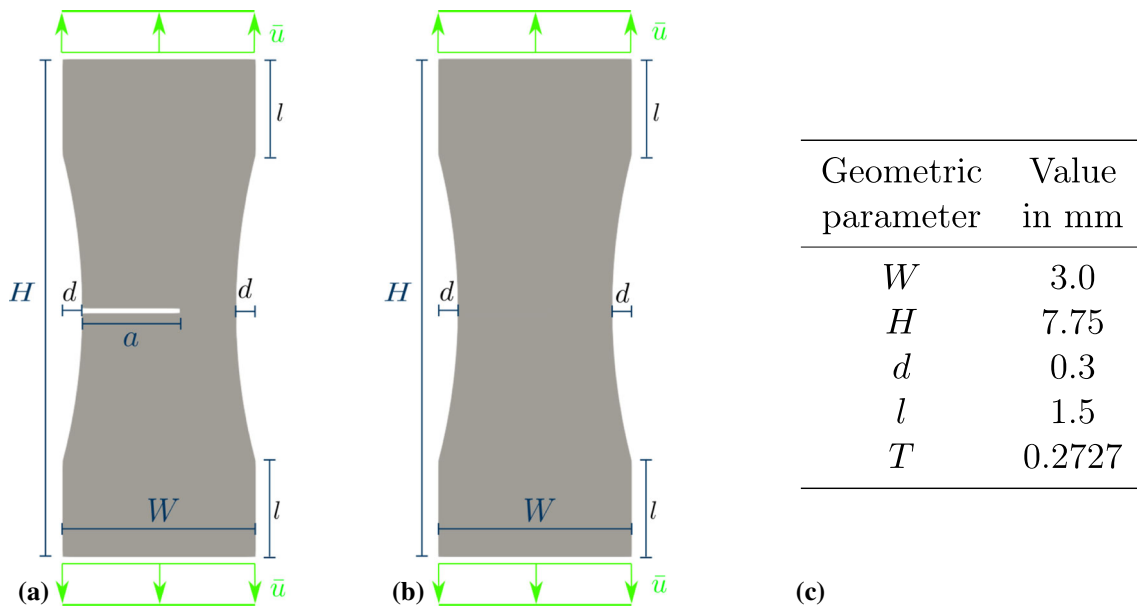 ū
l
H
d
d
a
W
l
ū
(a)
ū
l
H
d
d
W
l
ū
(b)
Geometric Value
parameter in mm
W 3.0
H 7.75
d 0.3
l 1.5
T 0.2727
(c)